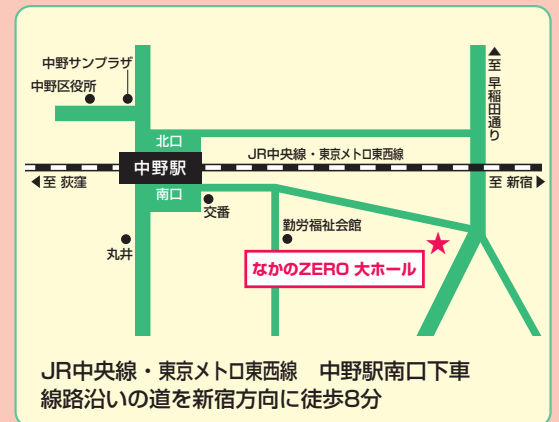 中野サンプラザ
中野区役所
▲至 早稲田通り
北口
JR中央線・東京メトロ東西線
中野駅
◀至 荻窪
至 新宿▶
南口
交番
勤労福祉会館
丸井
★
なかのZERO 大ホール
JR中央線・東京メトロ東西線　中野駅南口下車
線路沿いの道を新宿方向に徒歩8分